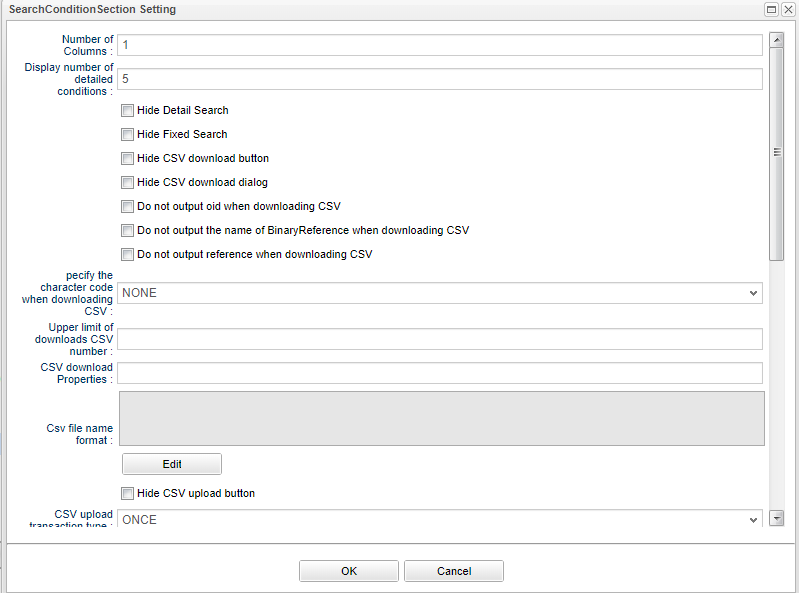 SearchConditionSection Setting
Number of
Columns :
1
Display number of
detailed
conditions :
5
Hide Detail Search
Hide Fixed Search
Hide CSV download button
Hide CSV download dialog
Do not output oid when downloading CSV
Do not output the name of BinaryReference when downloading CSV
Do not output reference when downloading CSV
pecify the
character code
when downloading
CSV :
NONE
Upper limit of
downloads CSV
number :
CSV download
Properties :
Csv file name
format :
Edit
Hide CSV upload button
CSV upload
transaction type :
ONCE
OK
Cancel